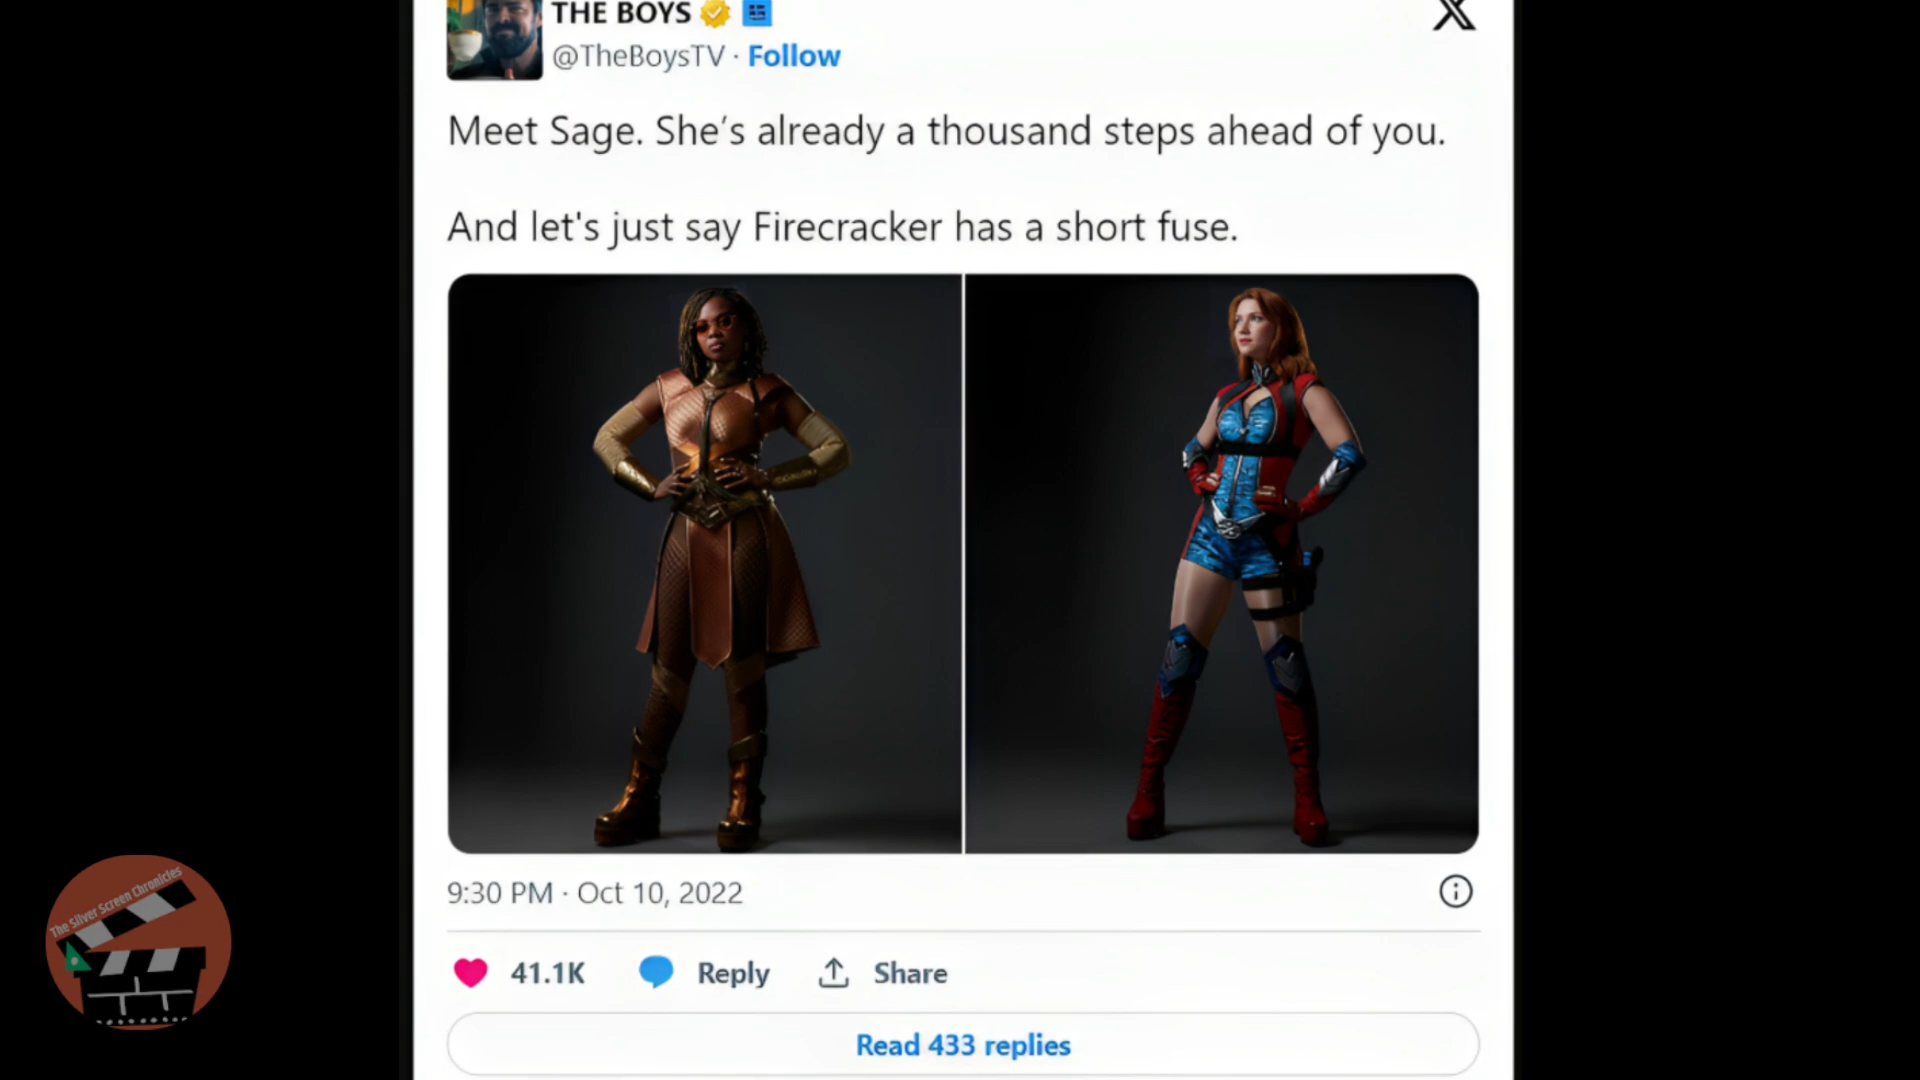 THE BOYS
@TheBoysTV · Follow
Meet Sage. She’s already a thousand steps ahead of you.
And let's just say Firecracker has a short fuse.
9:30 PM · Oct 10, 2022
41.1K Reply Share
Read 433 replies
The Silver Screen Chronicles